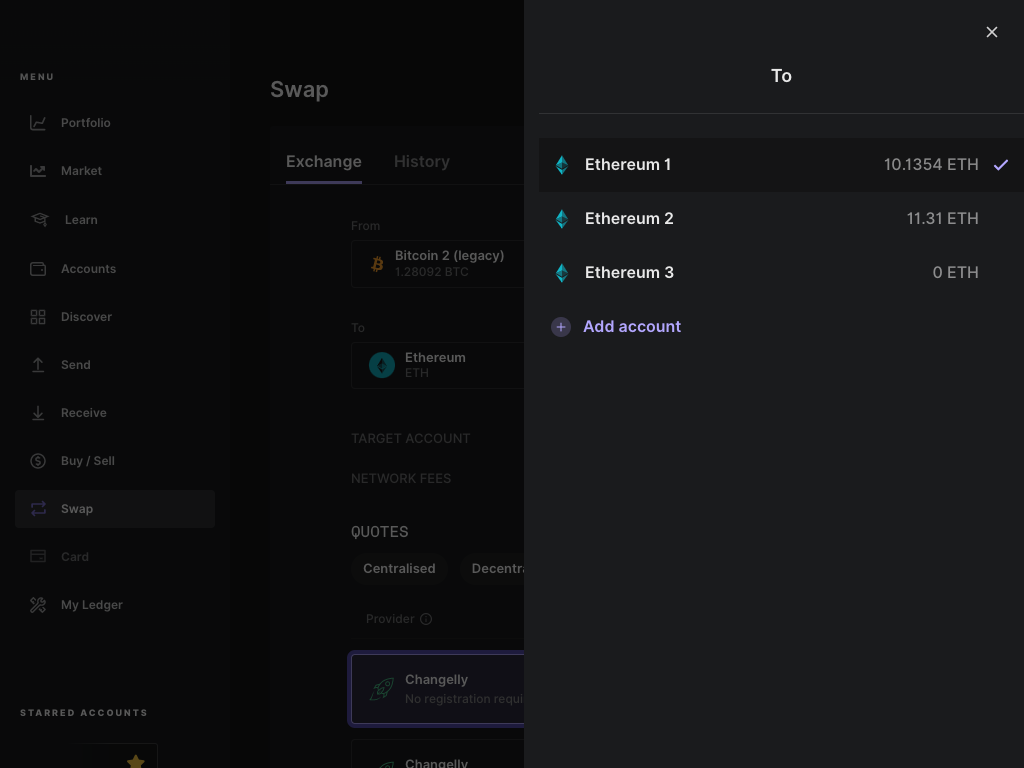 MENU
Portfolio
Market
Learn
Accounts
Discover
Send
Receive
Buy / Sell
Swap
Card
My Ledger
STARRED ACCOUNTS
Swap
Exchange
History
From
Bitcoin 2 (legacy)
1.28092 BTC
To
Ethereum
ETH
TARGET ACCOUNT
NETWORK FEES
QUOTES
Centralised
Decentra
Provider
Changelly
No registration requi
Changelly
To
Ethereum 1 10.1354 ETH
Ethereum 2 11.31 ETH
Ethereum 3 0 ETH
Add account